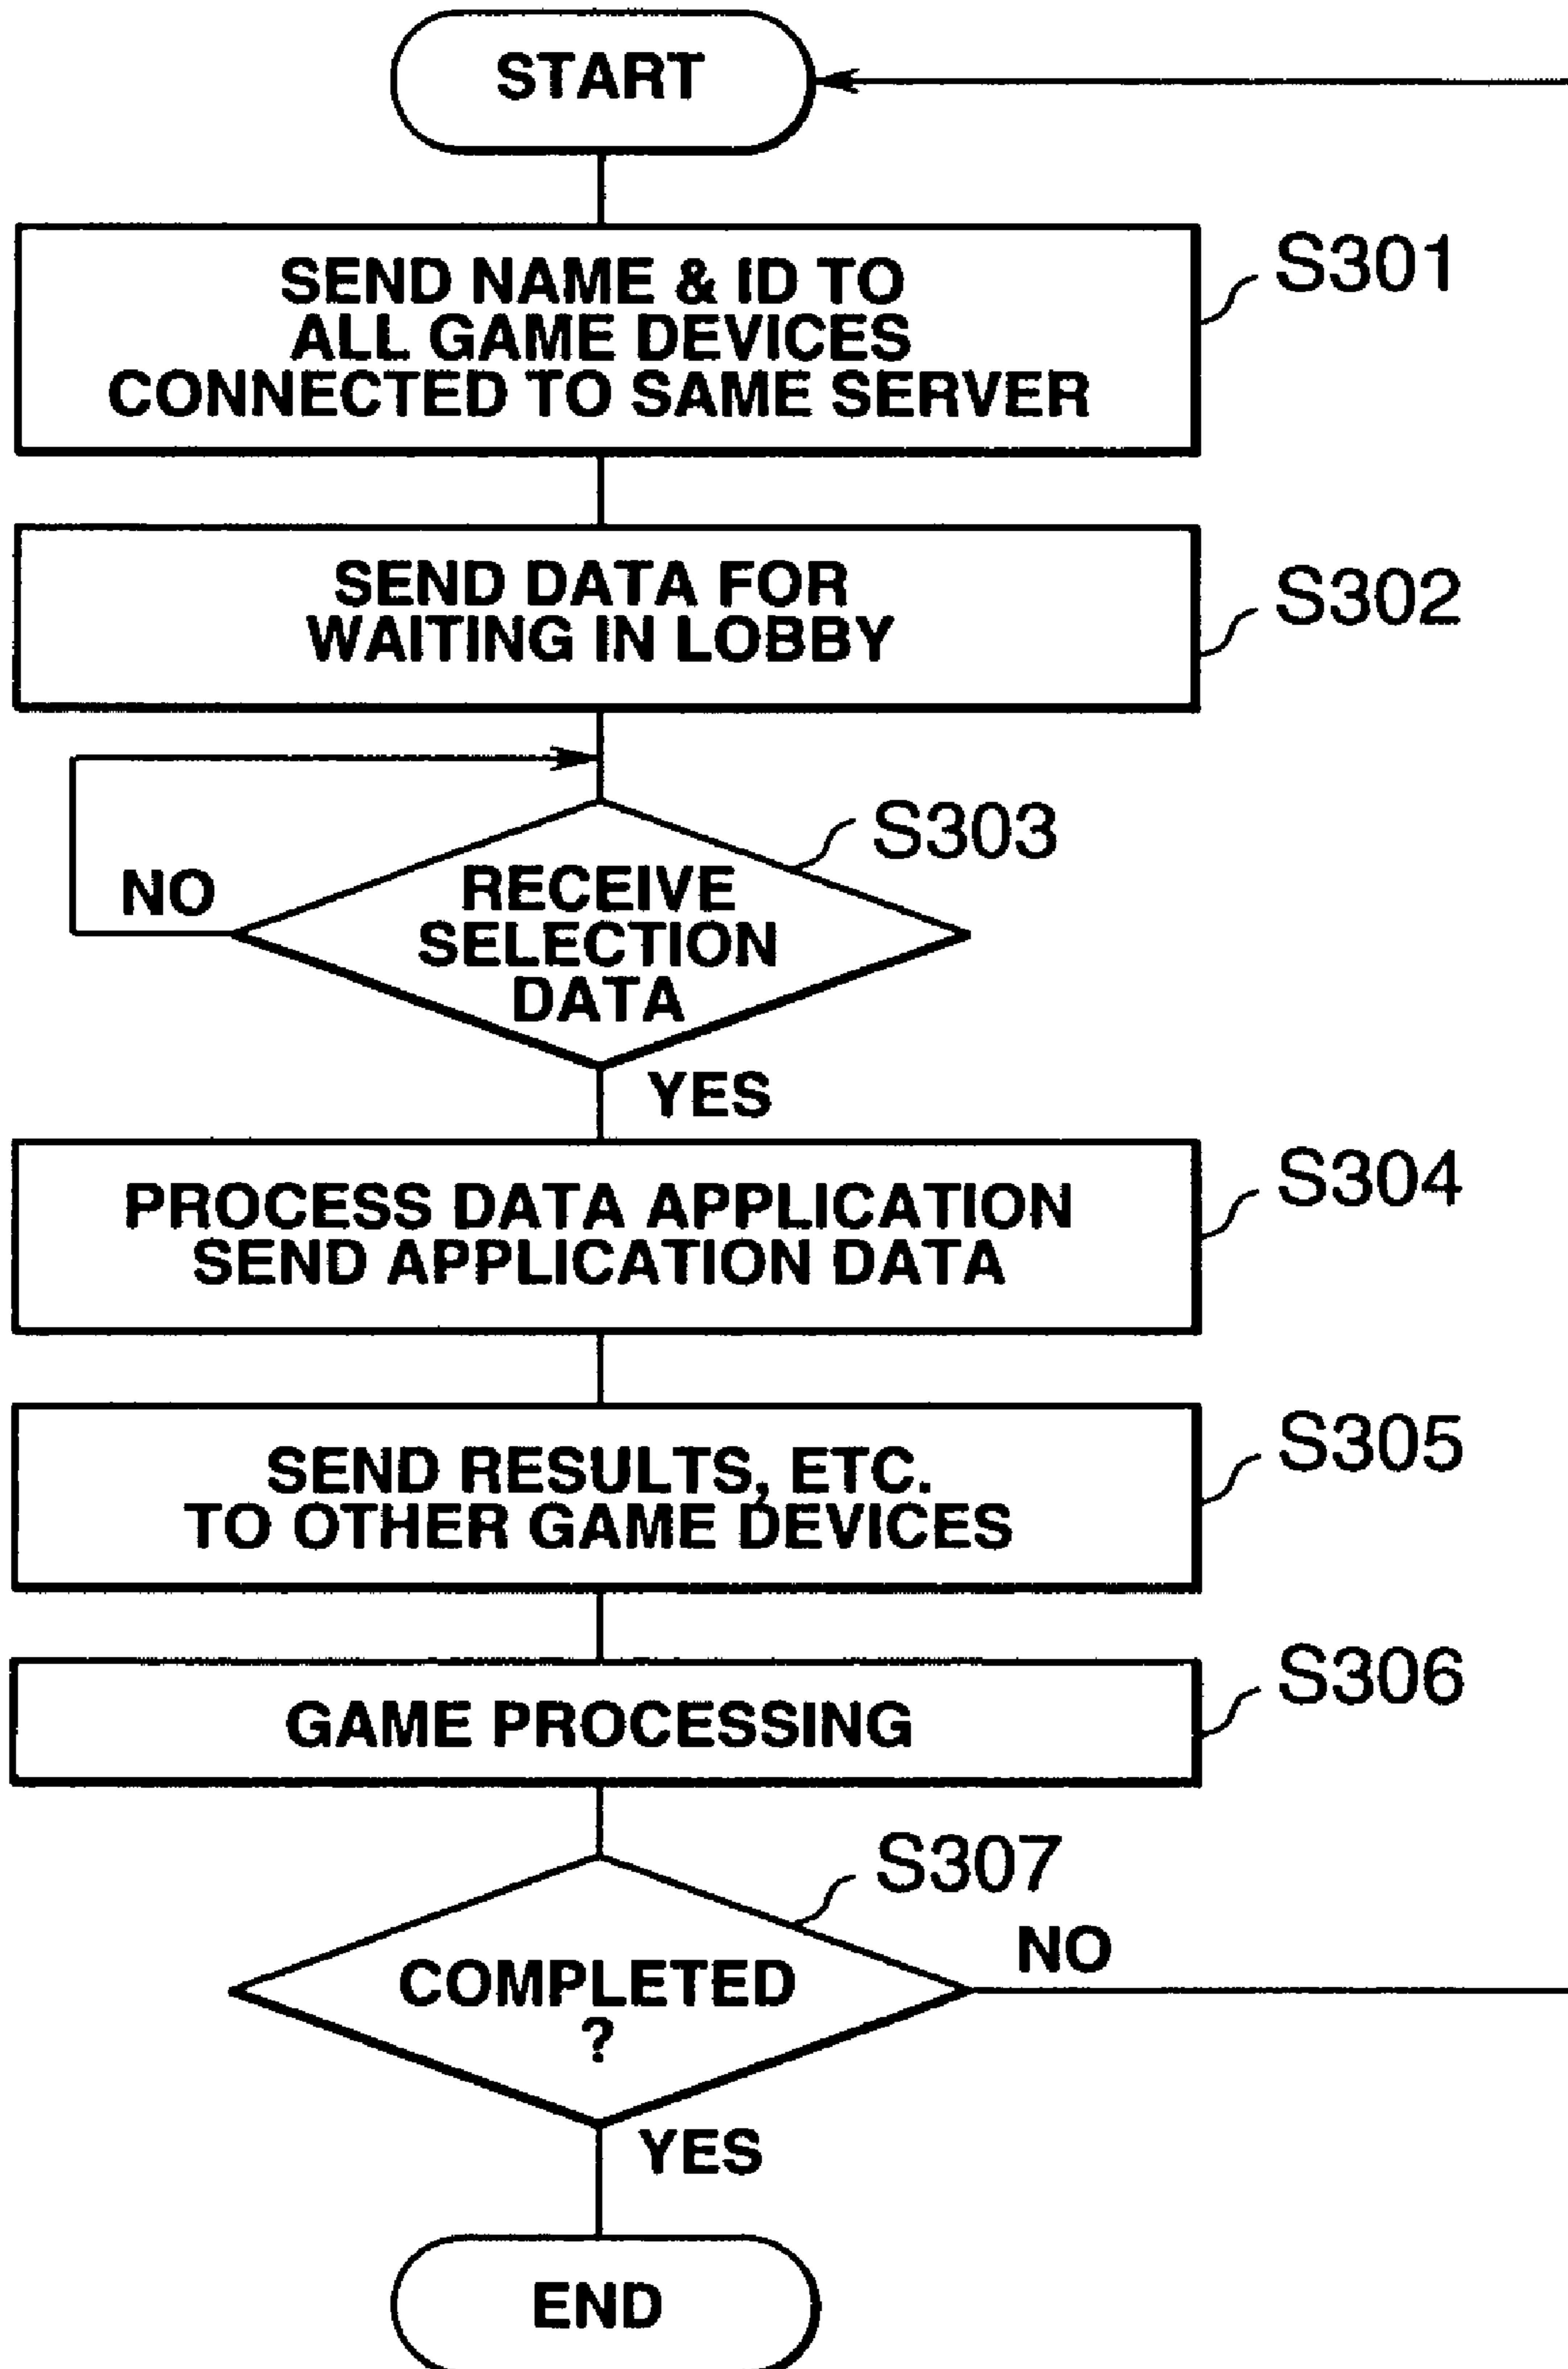 START
SEND NAME & ID TO
ALL GAME DEVICES
CONNECTED TO SAME SERVER
S301
SEND DATA FOR
WAITING IN LOBBY
S302
S303
NO
RECEIVE
SELECTION
DATA
YES
PROCESS DATA APPLICATION
SEND APPLICATION DATA
S304
SEND RESULTS, ETC.
TO OTHER GAME DEVICES
S305
GAME PROCESSING
S306
S307
NO
COMPLETED
?
YES
END